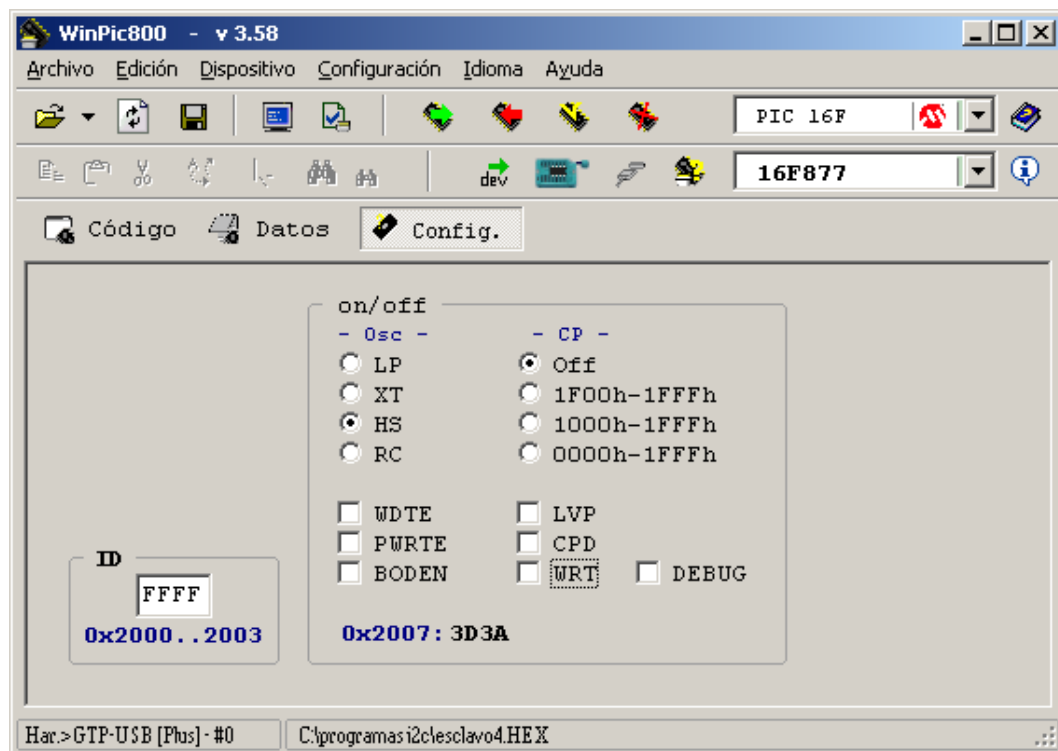 WinPic800 - v 3.58
Archivo Edición Dispositivo Configuración Idioma Ayuda
PIC 16F
dev
16F877
Código Datos Config.
on/off
- Osc - - CP -
LP Off
XT 1F00h-1FFFh
HS 1000h-1FFFh
RC 0000h-1FFFh
WDTE LVP
PWRTE CPD
BODEN WRT DEBUG
ID
FFFF
0x2000..2003
0x2007: 3D3A
Har.>GTP-USB [Plus] - #0 C:\programas i2c\esclavo4.HEX